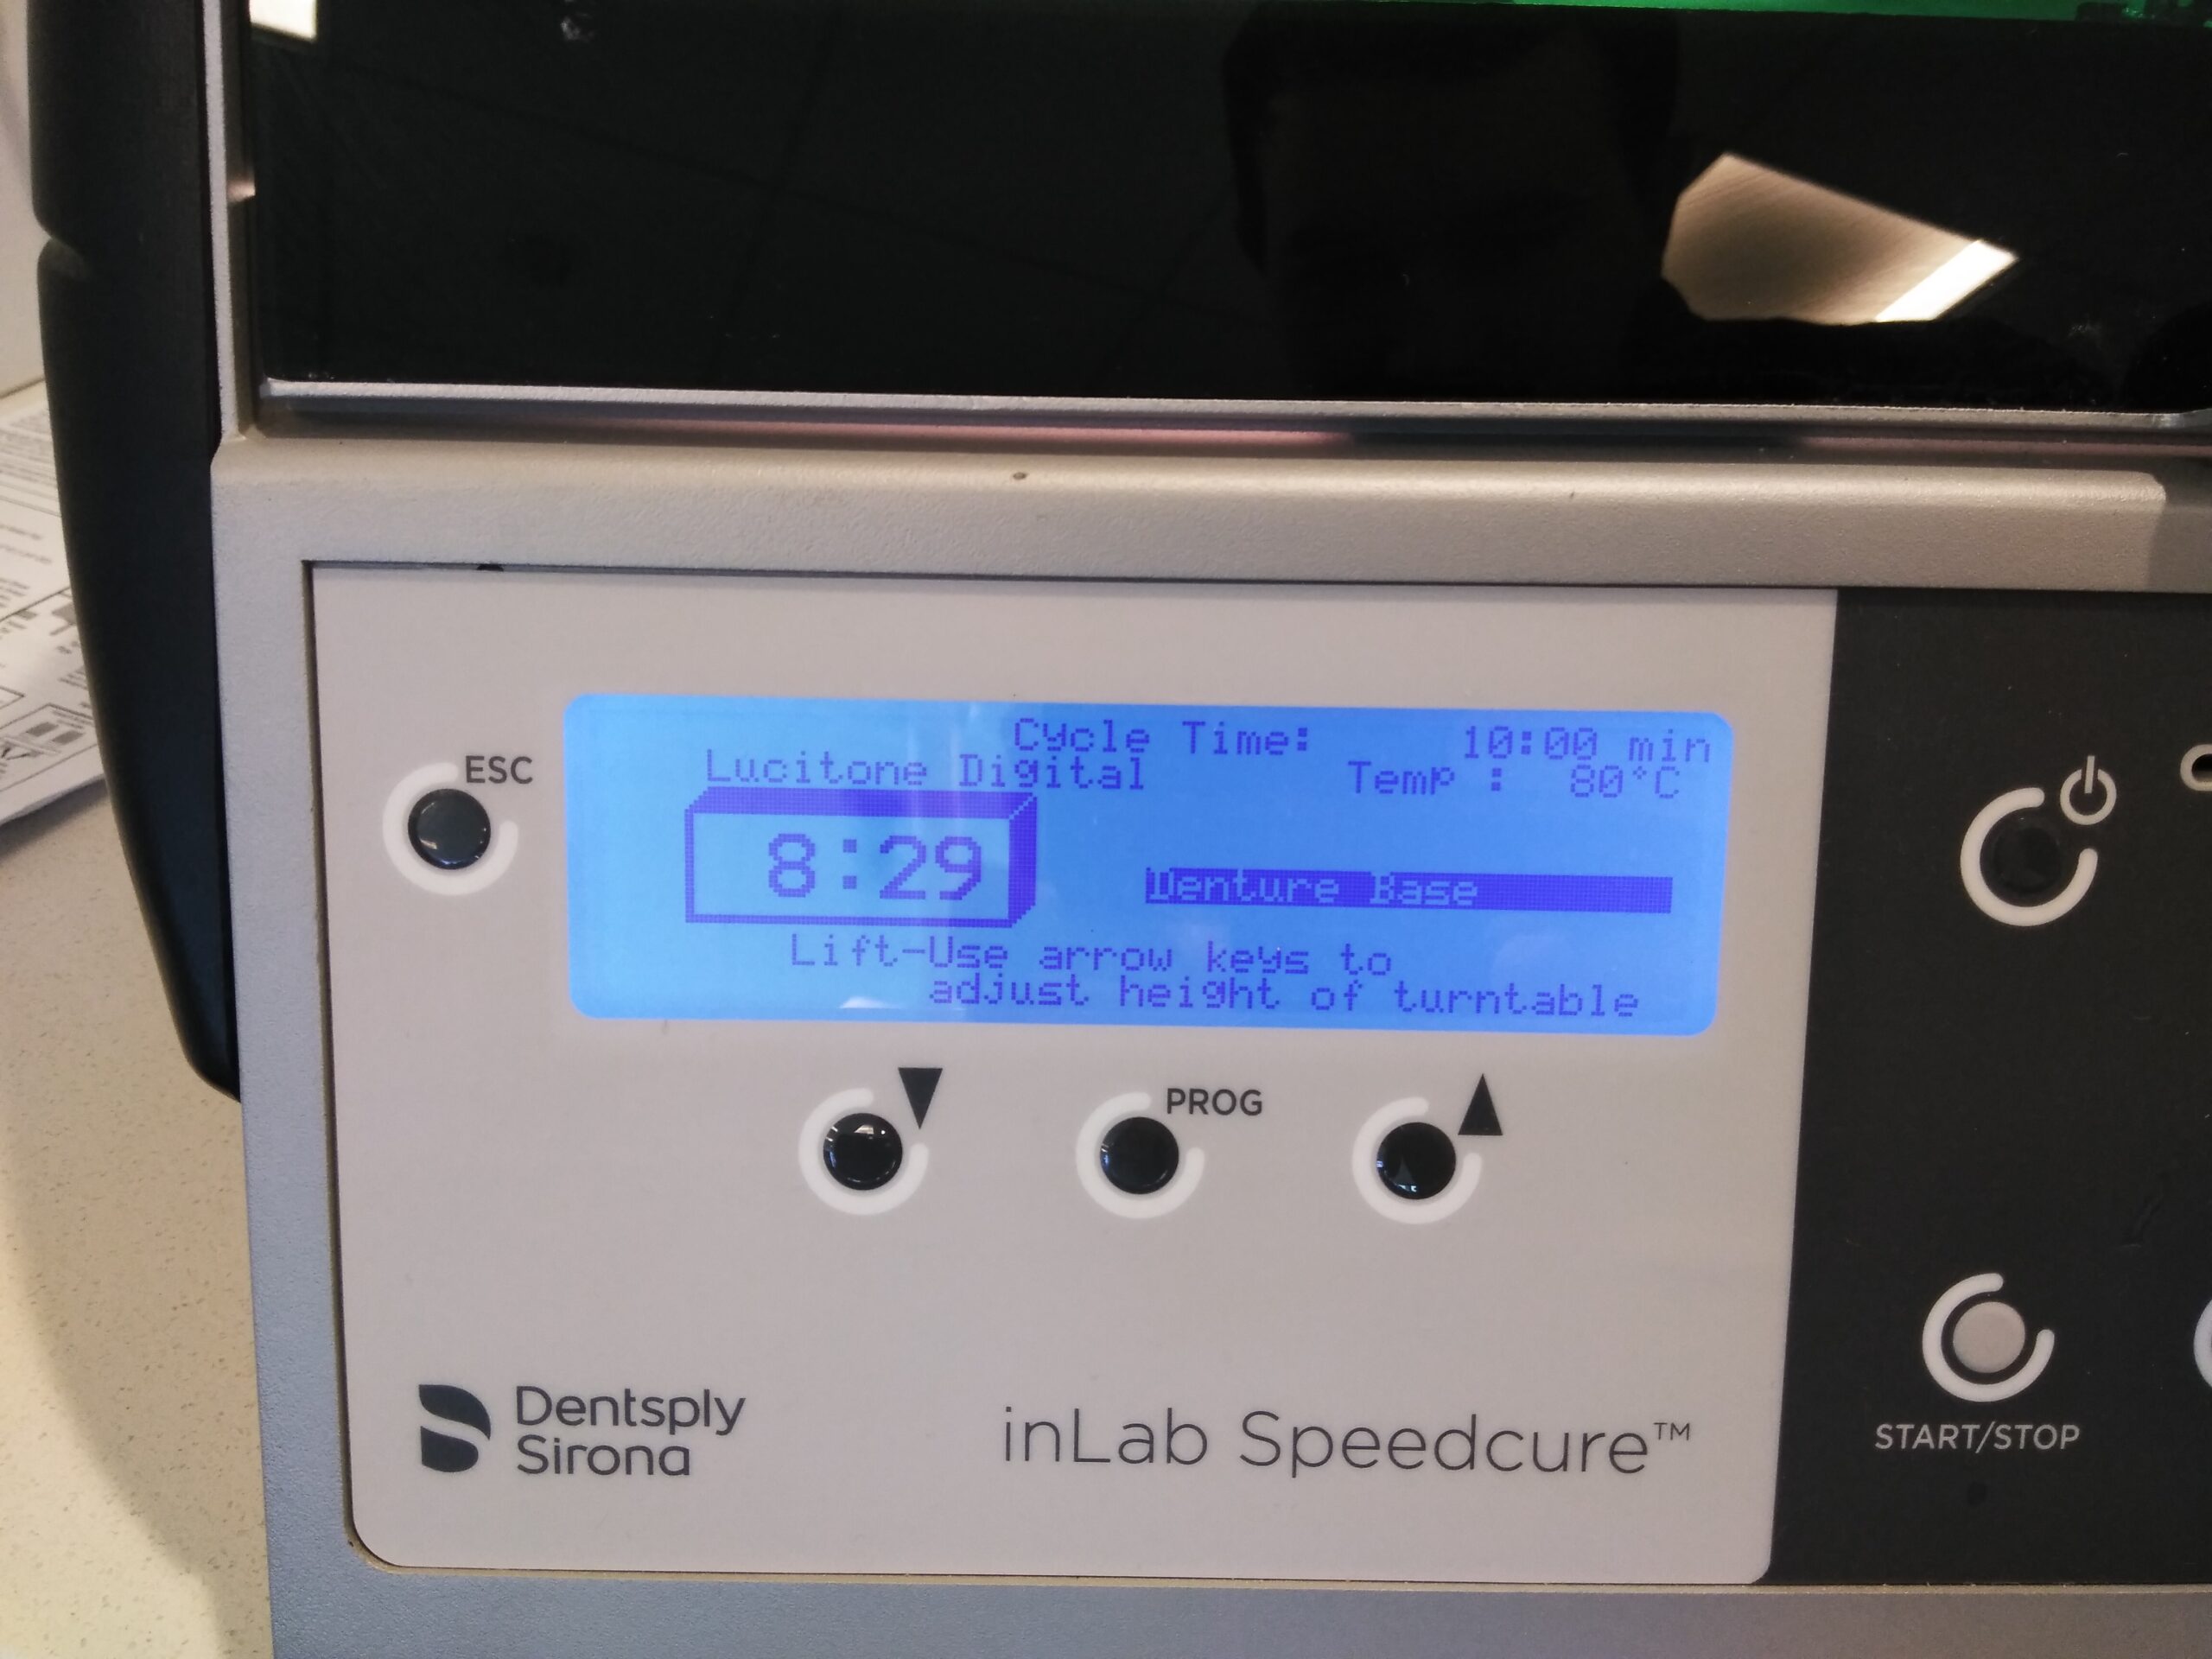 ESC
Cycle Time: 10:00 min
Lucitone Digital Temp : 80°C
8:29
Denture Base
Lift-Use arrow keys to
adjust height of turntable
PROG
Dentsply
Sirona
inLab Speedcure™
START/STOP